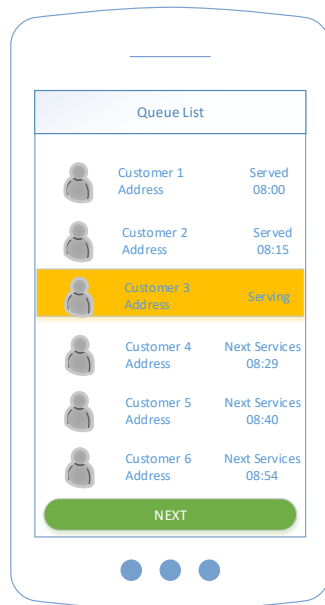 Queue List
Customer 1 Served
Address 08:00
Customer 2 Served
Address 08:15
Customer 3
Address Serving
Customer 4 Next Services
Address 08:29
Customer 5 Next Services
Address 08:40
Customer 6 Next Services
Address 08:54
NEXT